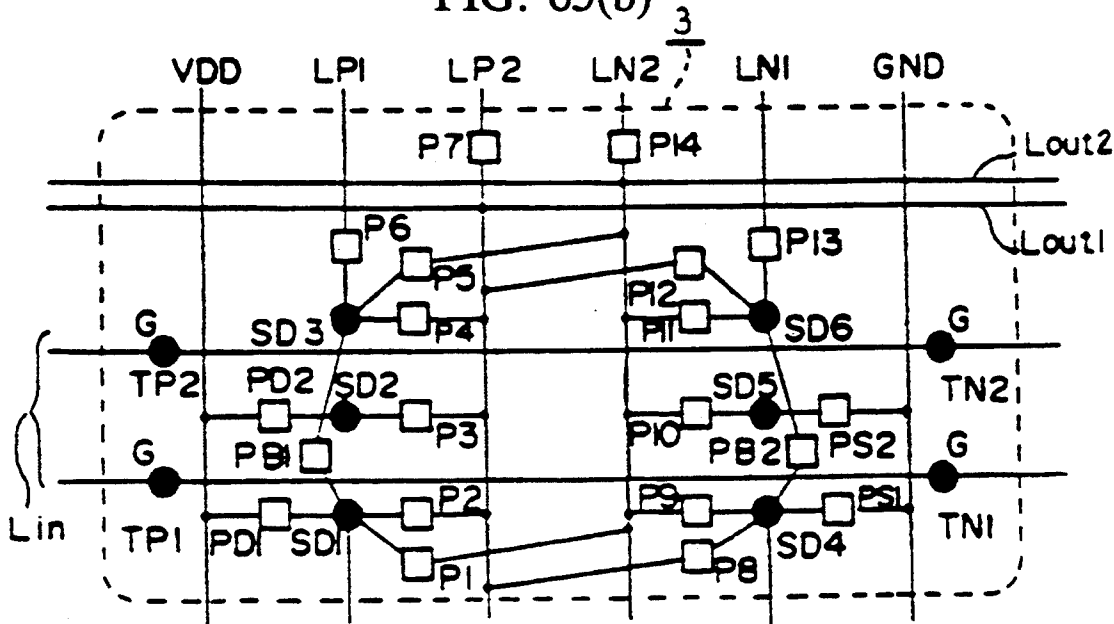 FIG. 65(b)
3
VDD LP1 LP2 LN2 LN1 GND
P7 P14
Lout2
P6 P13 Lout1
P5 P12
SD3 P4 P11 SD6
G G
TP2 PD2 SD2 SD5 TN2
P3 P10 PS2
G PB1 PB2 G
P2 P9 PS1
Lin TP1 PD1 SD1 SD4 TN1
P1 P8